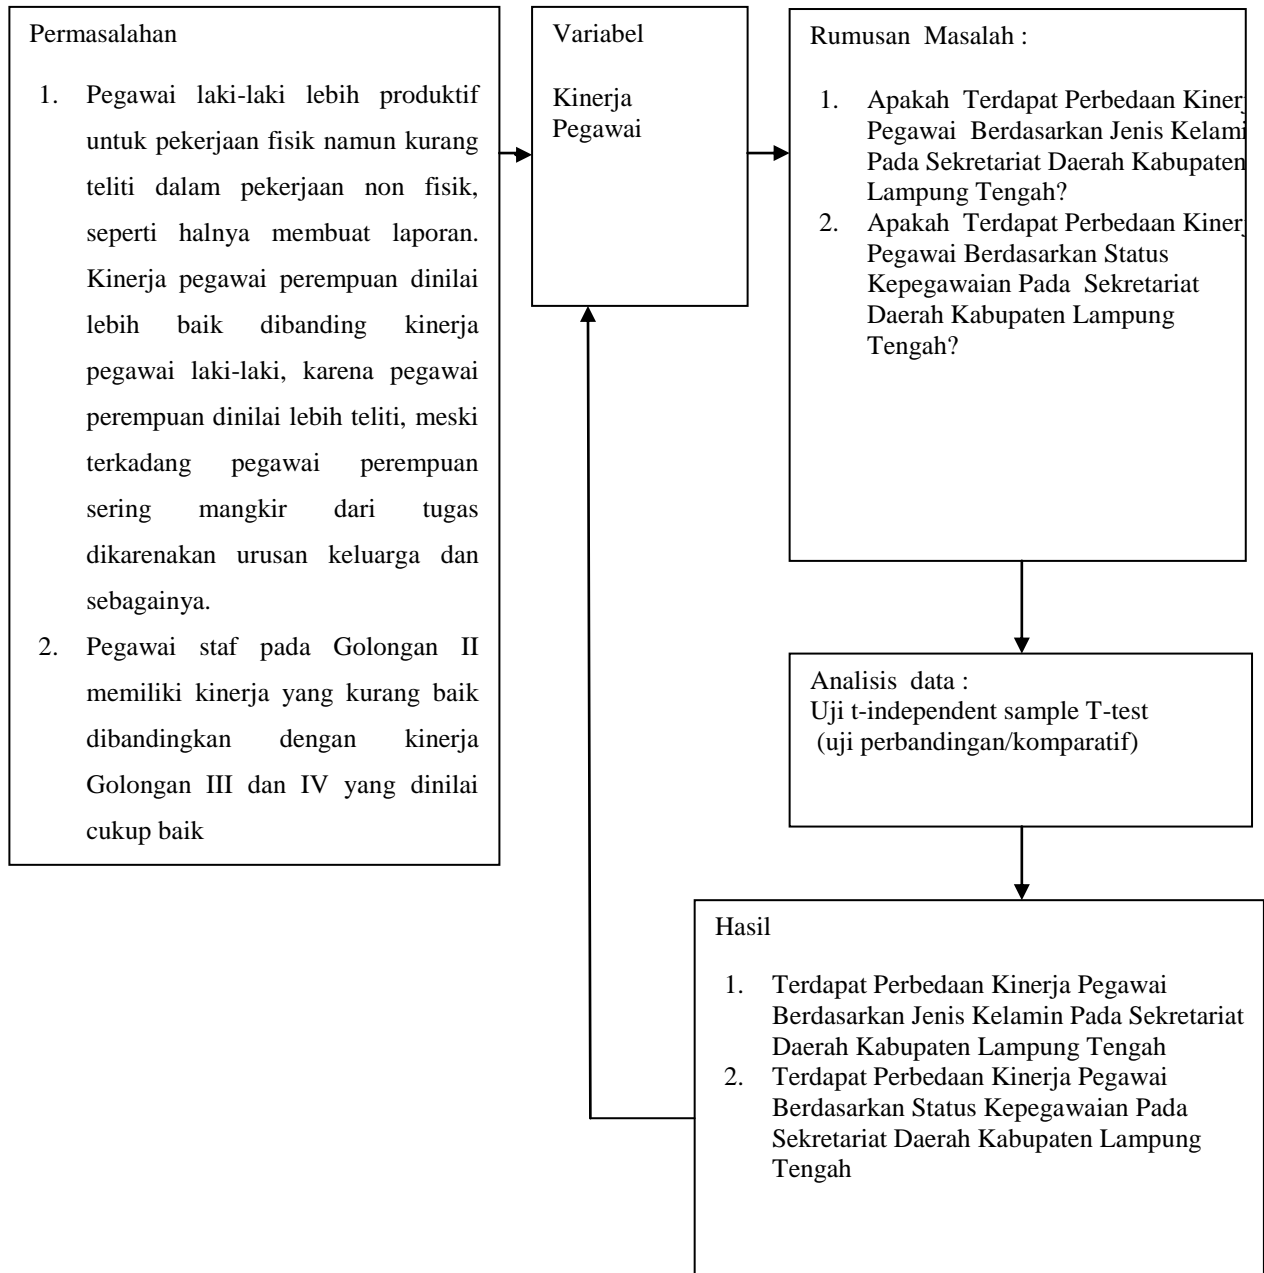 Permasalahan
1. Pegawai laki-laki lebih produktif
untuk pekerjaan fisik namun kurang
teliti dalam pekerjaan non fisik,
seperti halnya membuat laporan.
Kinerja pegawai perempuan dinilai
lebih baik dibanding kinerja
pegawai laki-laki, karena pegawai
perempuan dinilai lebih teliti, meski
terkadang pegawai perempuan
sering mangkir dari tugas
dikarenakan urusan keluarga dan
sebagainya.
2. Pegawai staf pada Golongan II
memiliki kinerja yang kurang baik
dibandingkan dengan kinerja
Golongan III dan IV yang dinilai
cukup baik
Variabel
Kinerja
Pegawai
Rumusan Masalah :
1. Apakah Terdapat Perbedaan Kinerj
Pegawai Berdasarkan Jenis Kelami
Pada Sekretariat Daerah Kabupaten
Lampung Tengah?
2. Apakah Terdapat Perbedaan Kinerj
Pegawai Berdasarkan Status
Kepegawaian Pada Sekretariat
Daerah Kabupaten Lampung
Tengah?
Analisis data :
Uji t-independent sample T-test
(uji perbandingan/komparatif)
Hasil
1. Terdapat Perbedaan Kinerja Pegawai
Berdasarkan Jenis Kelamin Pada Sekretariat
Daerah Kabupaten Lampung Tengah
2. Terdapat Perbedaan Kinerja Pegawai
Berdasarkan Status Kepegawaian Pada
Sekretariat Daerah Kabupaten Lampung
Tengah